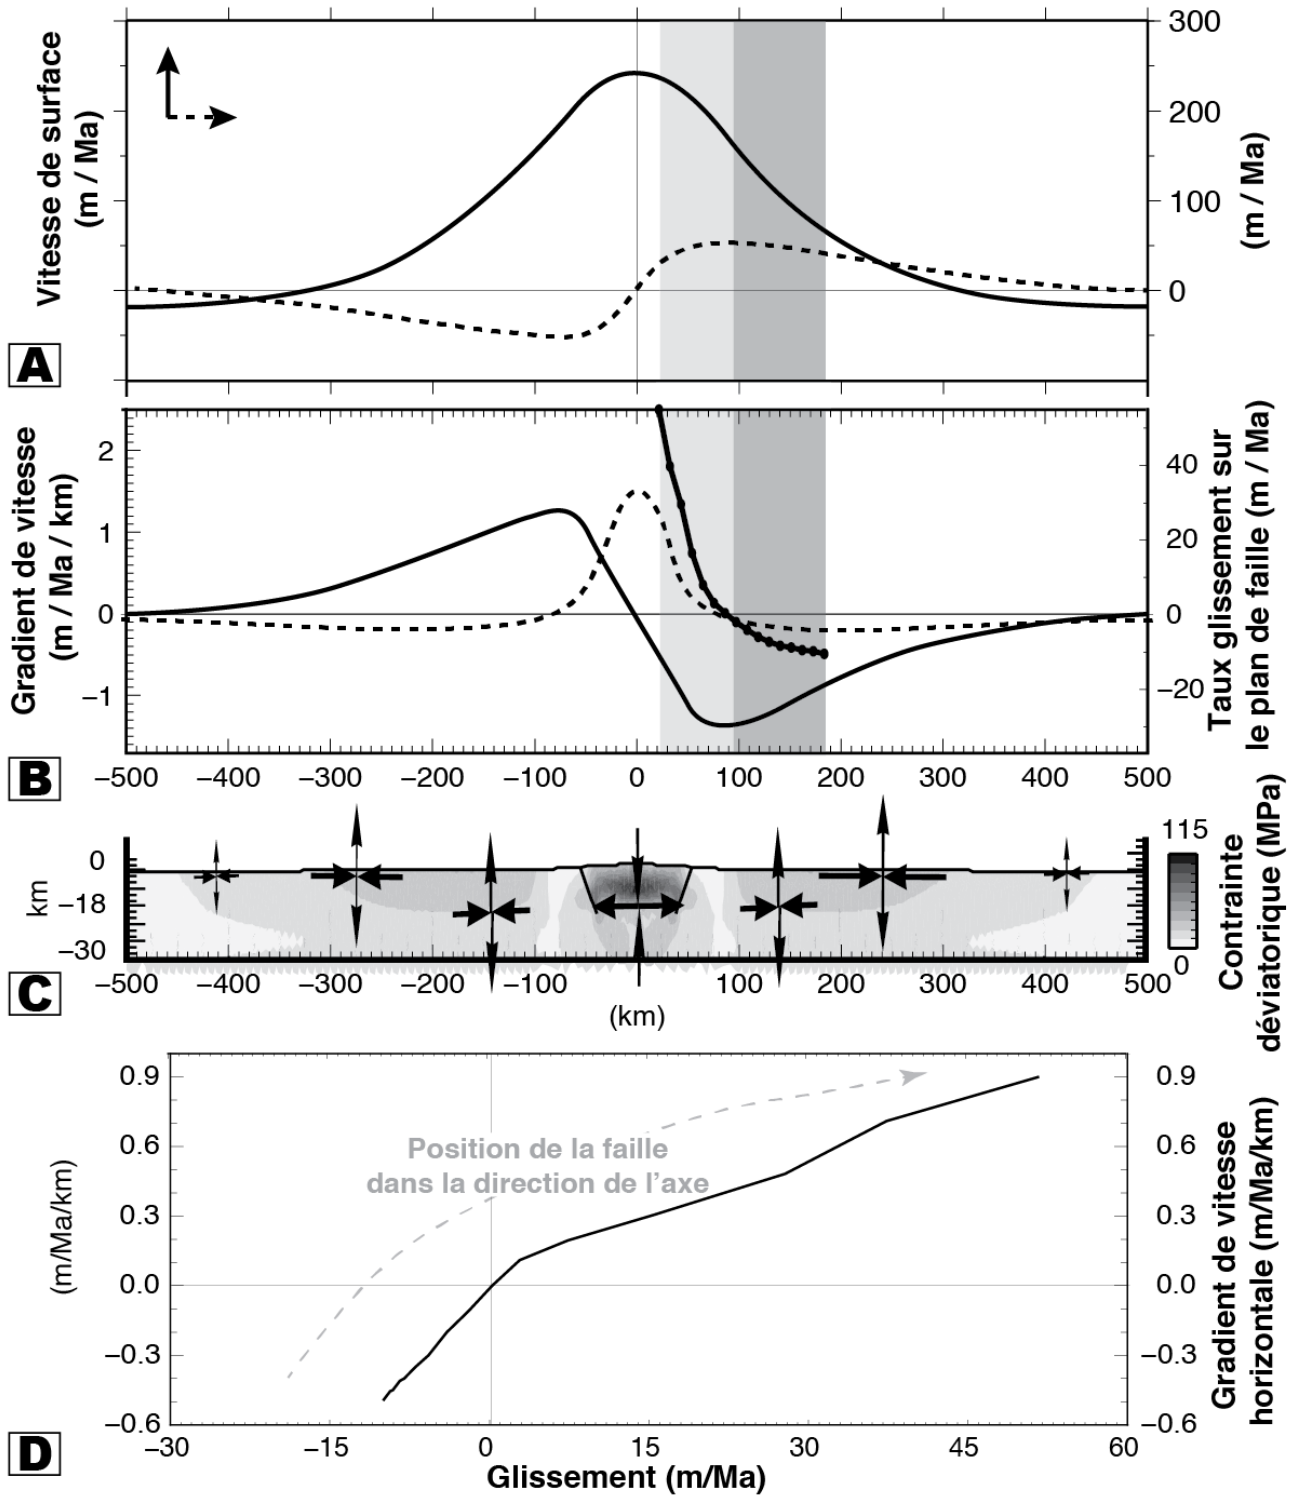 Vitesse de surface
(m / Ma)
300
200
100
0
(m / Ma)
A
Gradient de vitesse
(m / Ma / km)
2
1
0
−1
40
20
0
−20
Taux glissement sur
le plan de faille (m / Ma)
B
−500 −400 −300 −200 −100 0 100 200 300 400 500
km
0
−18
−30
115
0
Contrainte
déviatorique (MPa)
C
−500 −400 −300 −200 −100 0 100 200 300 400 500
(km)
(m/Ma/km)
0.9
0.6
0.3
0.0
−0.3
−0.6
Position de la faille
dans la direction de l'axe
0.9
0.6
0.3
0.0
−0.3
−0.6
Gradient de vitesse
horizontale (m/Ma/km)
D
−30 −15 0 15 30 45 60
Glissement (m/Ma)